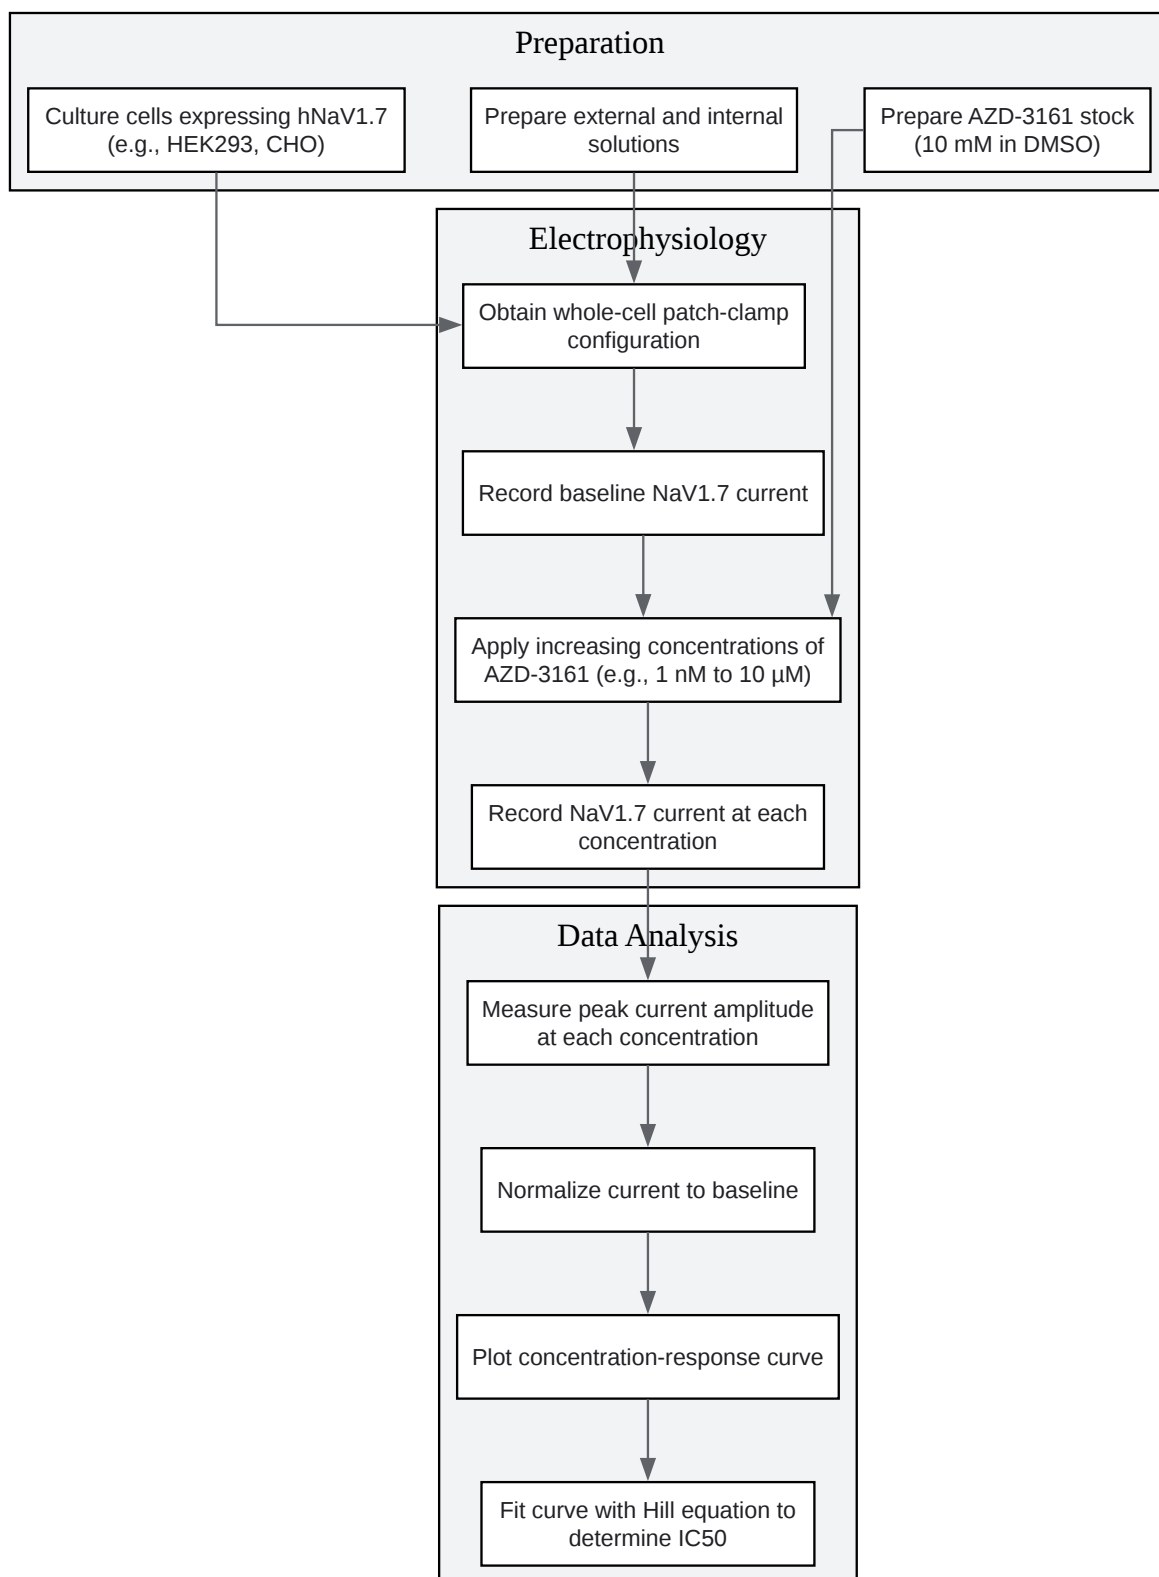 Preparation
Culture cells expressing hNaV1.7
(e.g., HEK293, CHO)
Prepare external and internal
solutions
Prepare AZD-3161 stock
(10 mM in DMSO)
Electrophysiology
Obtain whole-cell patch-clamp
configuration
Record baseline NaV1.7 current
Apply increasing concentrations of
AZD-3161 (e.g., 1 nM to 10 µM)
Record NaV1.7 current at each
concentration
Data Analysis
Measure peak current amplitude
at each concentration
Normalize current to baseline
Plot concentration-response curve
Fit curve with Hill equation to
determine IC50